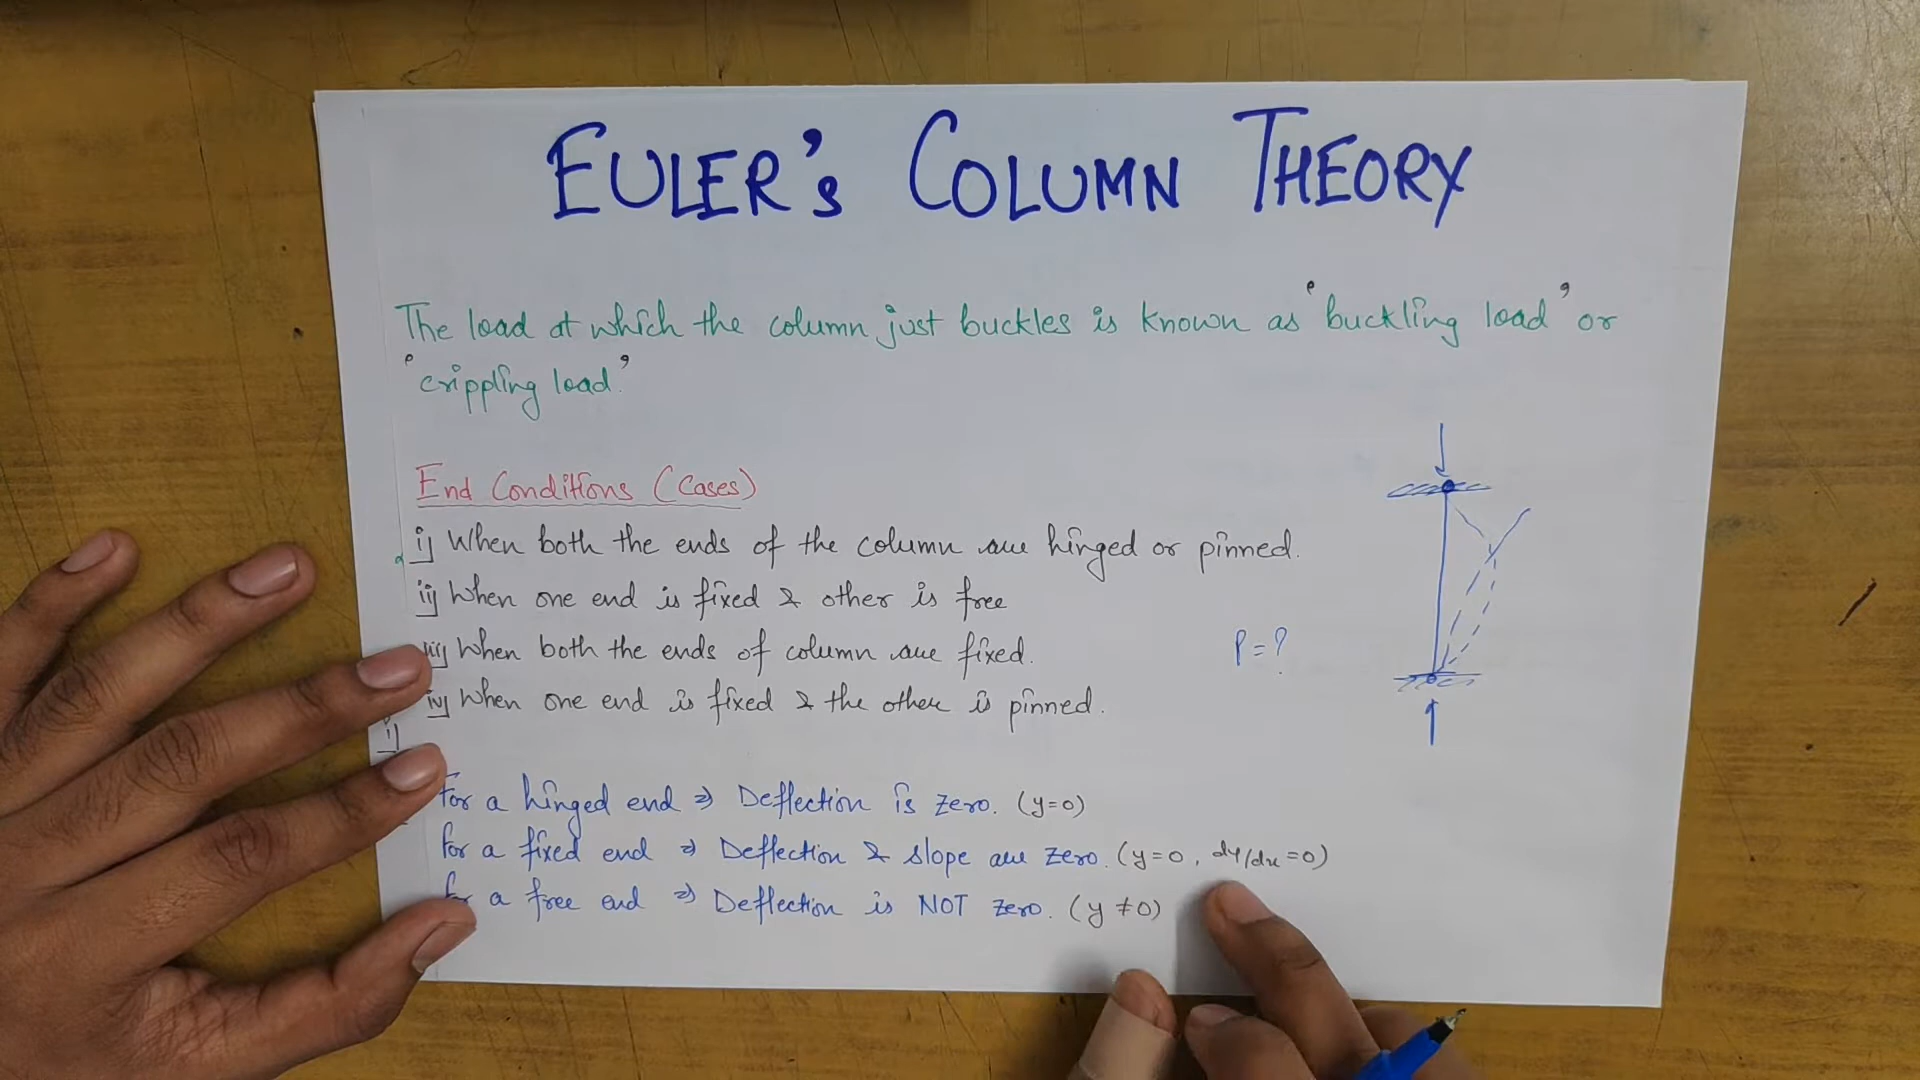 EULER's COLUMN THEORY
The load at which the column just buckles is known as 'buckling load' or
'crippling load.'
End Conditions (Cases)
i) When both the ends of the column are hinged or pinned.
ii) When one end is fixed & other is free
iii) When both the ends of column are fixed.
P=?
iv) When one end is fixed & the other is pinned.
i)
For a hinged end ⇒ Deflection is zero. (y=0)
For a fixed end ⇒ Deflection & slope are zero. (y=0, dy/dx=0)
a free end ⇒ Deflection is NOT zero. (y≠0)